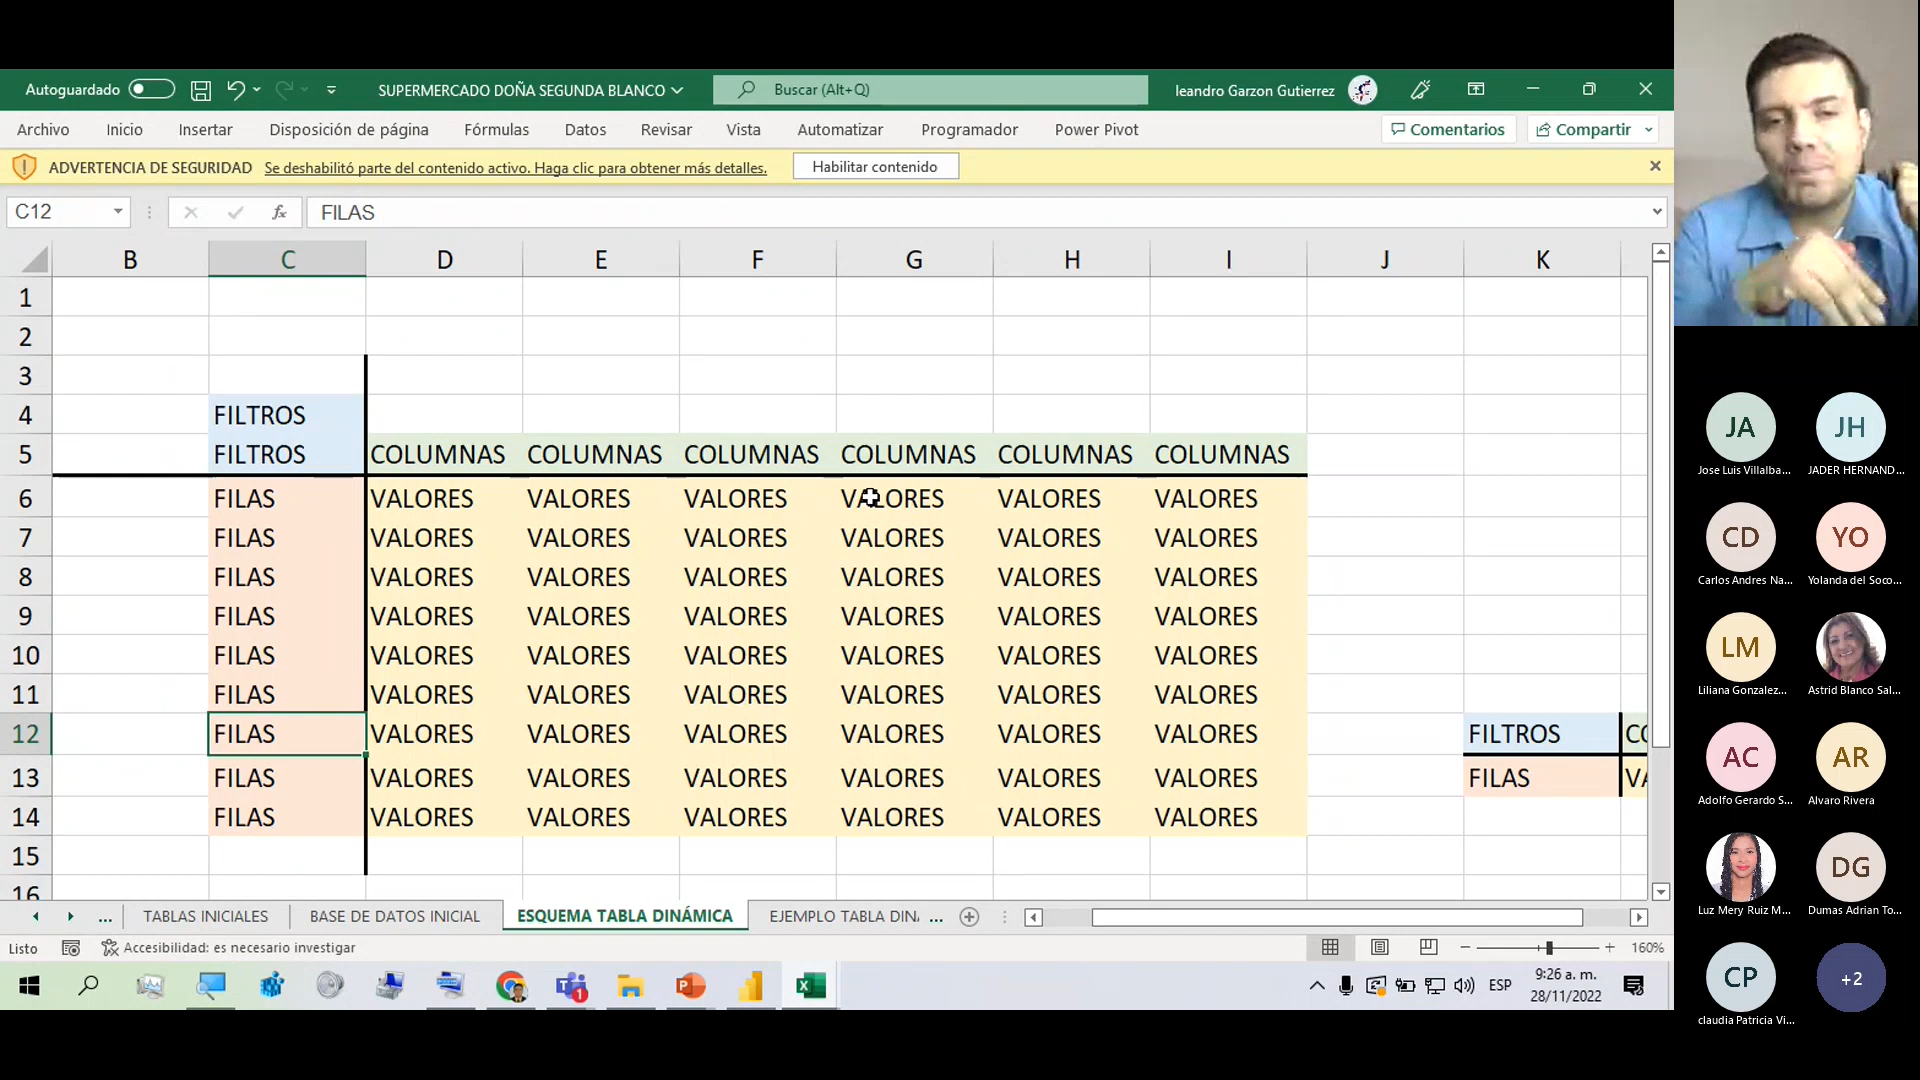 Autoguardado
SUPERMERCADO DOÑA SEGUNDA BLANCO
Buscar (Alt+Q)
leandro Garzon Gutierrez
Archivo Inicio Insertar Disposición de página Fórmulas Datos Revisar Vista Automatizar Programador Power Pivot
Comentarios
Compartir
ADVERTENCIA DE SEGURIDAD Se deshabilitó parte del contenido activo. Haga clic para obtener más detalles.
Habilitar contenido
C12
fx
FILAS
B C D E F G H I J K
1
2
3
4 FILTROS
5 FILTROS COLUMNAS COLUMNAS COLUMNAS COLUMNAS COLUMNAS COLUMNAS
6 FILAS VALORES VALORES VALORES VALORES VALORES VALORES
7 FILAS VALORES VALORES VALORES VALORES VALORES VALORES
8 FILAS VALORES VALORES VALORES VALORES VALORES VALORES
9 FILAS VALORES VALORES VALORES VALORES VALORES VALORES
10 FILAS VALORES VALORES VALORES VALORES VALORES VALORES
11 FILAS VALORES VALORES VALORES VALORES VALORES VALORES
12 FILAS VALORES VALORES VALORES VALORES VALORES VALORES FILTROS CO
13 FILAS VALORES VALORES VALORES VALORES VALORES VALORES FILAS VA
14 FILAS VALORES VALORES VALORES VALORES VALORES VALORES
15
16
... TABLAS INICIALES BASE DE DATOS INICIAL ESQUEMA TABLA DINÁMICA EJEMPLO TABLA DIN ...
Listo
Accesibilidad: es necesario investigar
160%
1
ESP
9:26 a. m.
28/11/2022
JA
JH
Jose Luis Villalba...
JADER HERNAND...
CD
YO
Carlos Andres Na...
Yolanda del Soco...
LM
Liliana Gonzalez...
Astrid Blanco Sal...
AC
AR
Adolfo Gerardo S...
Alvaro Rivera
DG
Luz Mery Ruiz M...
Dumas Adrian To...
CP
+2
claudia Patricia Vi...